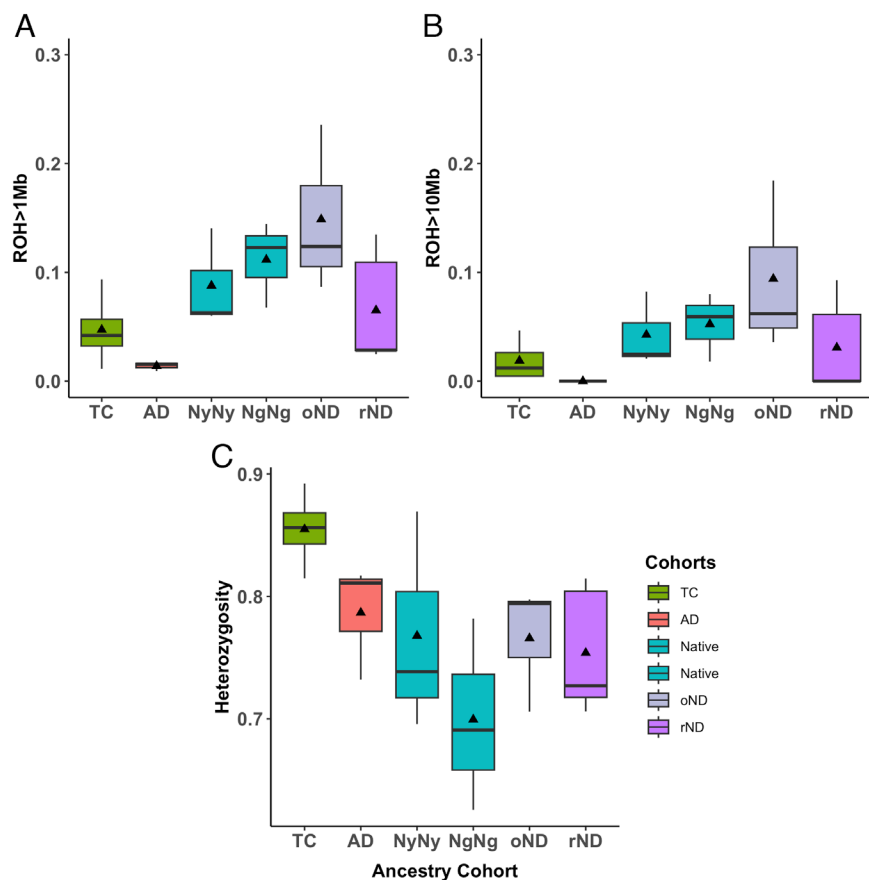 A
ROH>1Mb
0.3
0.2
0.1
0.0
TC AD NyNy NgNg oND rND
B
ROH>10Mb
0.3
0.2
0.1
0.0
TC AD NyNy NgNg oND rND
C
Heterozygosity
0.9
0.8
0.7
TC AD NyNy NgNg oND rND
Ancestry Cohort
Cohorts
TC
AD
Native
Native
oND
rND